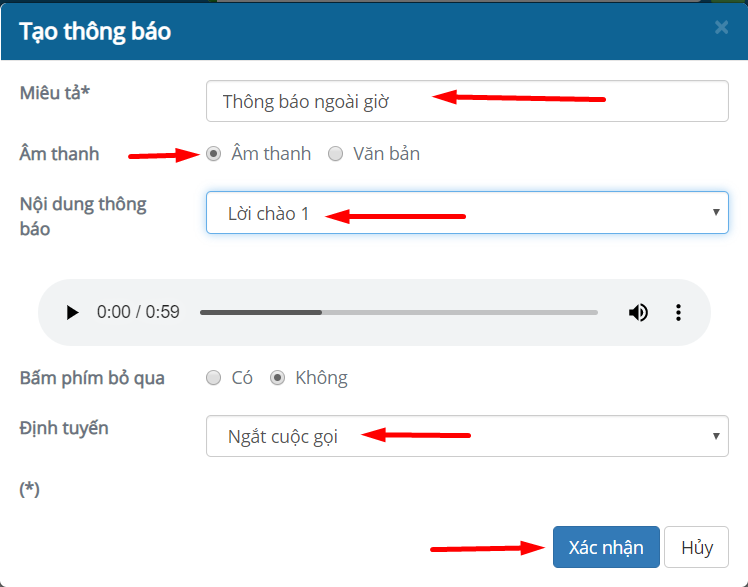 Tạo thông báo ×
Miêu tả* Thông báo ngoài giờ
Âm thanh Âm thanh Văn bản
Nội dung thông báo Lời chào 1
0:00 / 0:59
Bấm phím bỏ qua Có Không
Định tuyến Ngắt cuộc gọi
(*)
Xác nhận Hủy